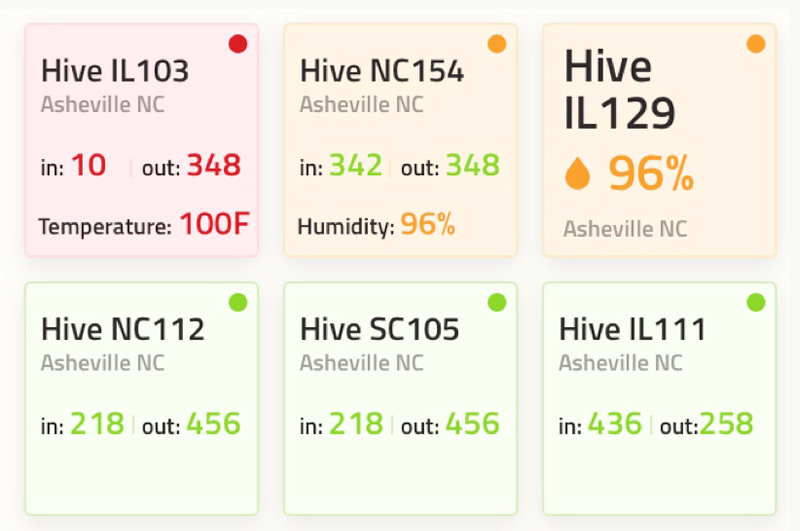 Hive IL103
Asheville NC
in: 10 | out: 348
Temperature: 100F
Hive NC154
Asheville NC
in: 342 | out: 348
Humidity: 96%
Hive
IL129
96%
Asheville NC
Hive NC112
Asheville NC
in: 218 | out: 456
Hive SC105
Asheville NC
in: 218 | out: 456
Hive IL111
Asheville NC
in: 436 | out:258